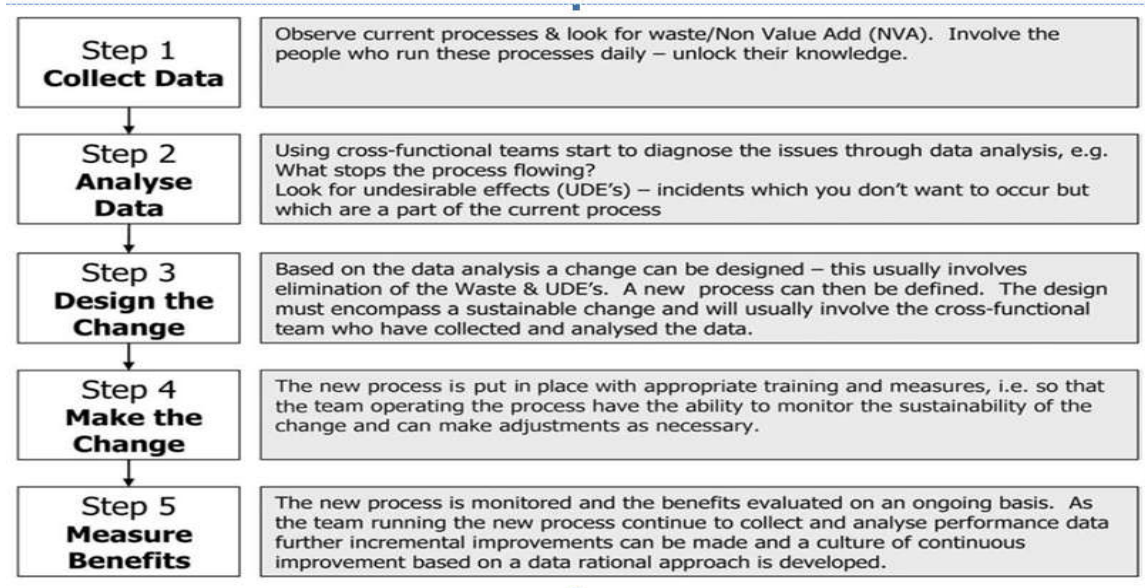 Step 1
Collect Data
Observe current processes & look for waste/Non Value Add (NVA).  Involve the
people who run these processes daily – unlock their knowledge.
Step 2
Analyse
Data
Using cross-functional teams start to diagnose the issues through data analysis, e.g.
What stops the process flowing?
Look for undesirable effects (UDE's) – incidents which you don't want to occur but
which are a part of the current process
Step 3
Design the
Change
Based on the data analysis a change can be designed – this usually involves
elimination of the Waste & UDE's.  A new  process can then be defined.  The design
must encompass a sustainable change and will usually involve the cross-functional
team who have collected and analysed the data.
Step 4
Make the
Change
The new process is put in place with appropriate training and measures, i.e. so that
the team operating the process have the ability to monitor the sustainability of the
change and can make adjustments as necessary.
Step 5
Measure
Benefits
The new process is monitored and the benefits evaluated on an ongoing basis.  As
the team running the new process continue to collect and analyse performance data
further incremental improvements can be made and a culture of continuous
improvement based on a data rational approach is developed.